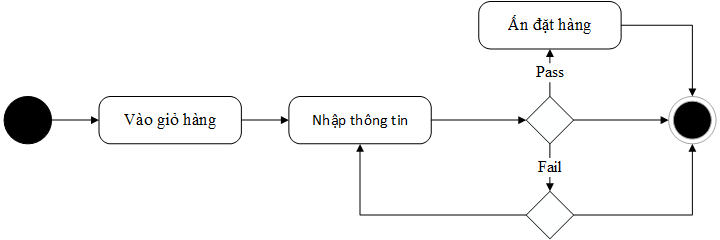 Ấn đặt hàng
Pass
Vào giỏ hàng
Nhập thông tin
Fail